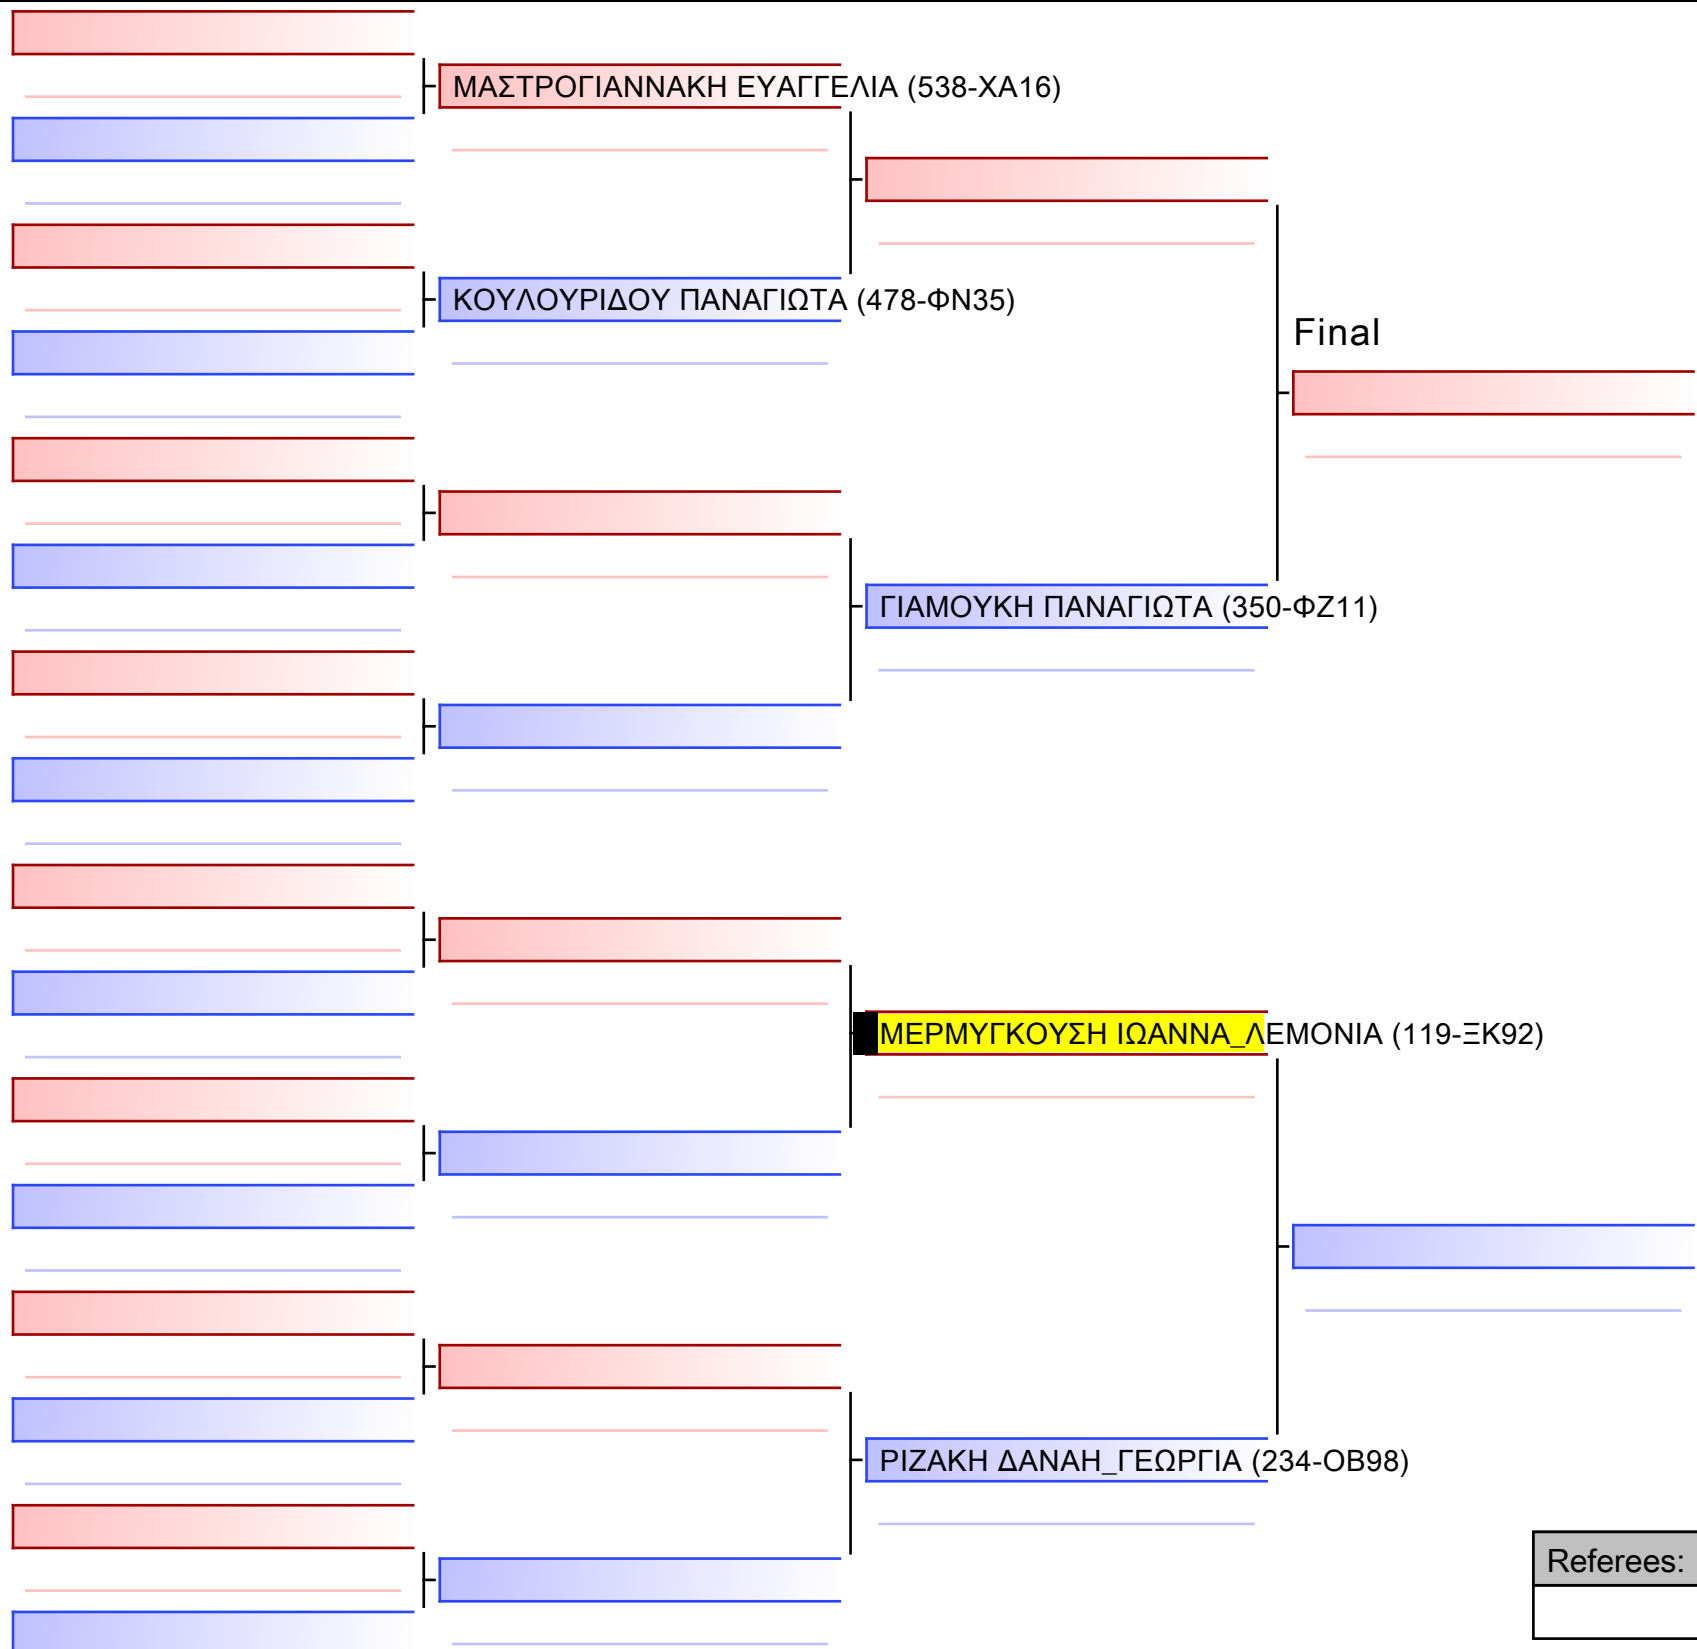 ΜΑΣΤΡΟΓΙΑΝΝΑΚΗ ΕΥΑΓΓΕΛΙΑ (538-ΧΑ16)
ΚΟΥΛΟΥΡΙΔΟΥ ΠΑΝΑΓΙΩΤΑ (478-ΦΝ35)
Final
ΓΙΑΜΟΥΚΗ ΠΑΝΑΓΙΩΤΑ (350-ΦΖ11)
ΜΕΡΜΥΓΚΟΥΣΗ ΙΩΑΝΝΑ_ΛΕΜΟΝΙΑ (119-ΞΚ92)
ΡΙΖΑΚΗ ΔΑΝΑΗ_ΓΕΩΡΓΙΑ (234-ΟΒ98)
Referees: